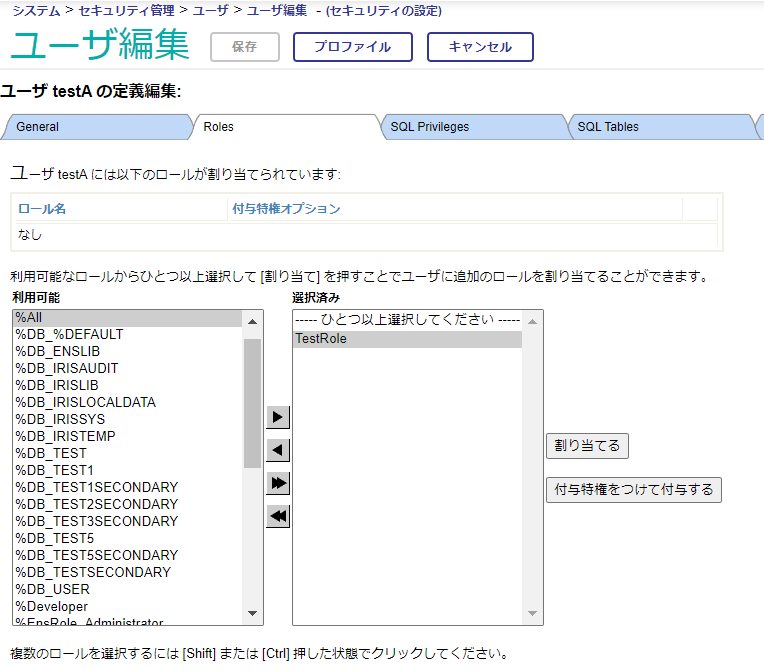 システム > セキュリティ管理 > ユーザ > ユーザ編集 - (セキュリティの設定)
ユーザ編集 保存 プロファイル キャンセル
ユーザ testA の定義編集:
General Roles SQL Privileges SQL Tables
ユーザ testA には以下のロールが割り当てられています:
ロール名 付与特権オプション
なし
利用可能なロールからひとつ以上選択して [割り当て] を押すことでユーザに追加のロールを割り当てることができます。
利用可能 選択済み
%All
%DB_%DEFAULT
%DB_ENSLIB
%DB_IRISAUDIT
%DB_IRISLIB
%DB_IRISLOCALDATA
%DB_IRISSYS
%DB_IRISTEMP
%DB_TEST
%DB_TEST1
%DB_TEST1SECONDARY
%DB_TEST2SECONDARY
%DB_TEST3SECONDARY
%DB_TEST5
%DB_TEST5SECONDARY
%DB_TESTSECONDARY
%DB_USER
%Developer
%EnsRole_Administrator
----- ひとつ以上選択してください -----
TestRole
割り当てる
付与特権をつけて付与する
複数のロールを選択するには [Shift] または [Ctrl] 押した状態でクリックしてください。